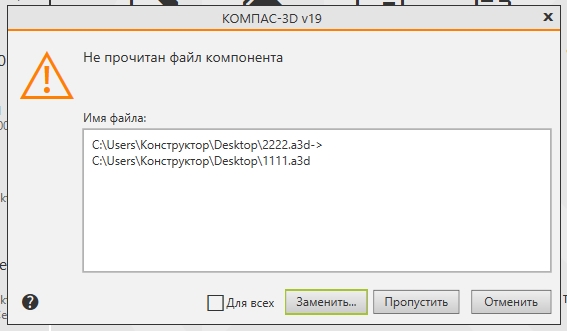 КОМПАС-3D v19
x
Не прочитан файл компонента
Имя файла:
C:\Users\Конструктор\Desktop\2222.a3d->
C:\Users\Конструктор\Desktop\1111.a3d
?
Для всех
Заменить...
Пропустить
Отменить